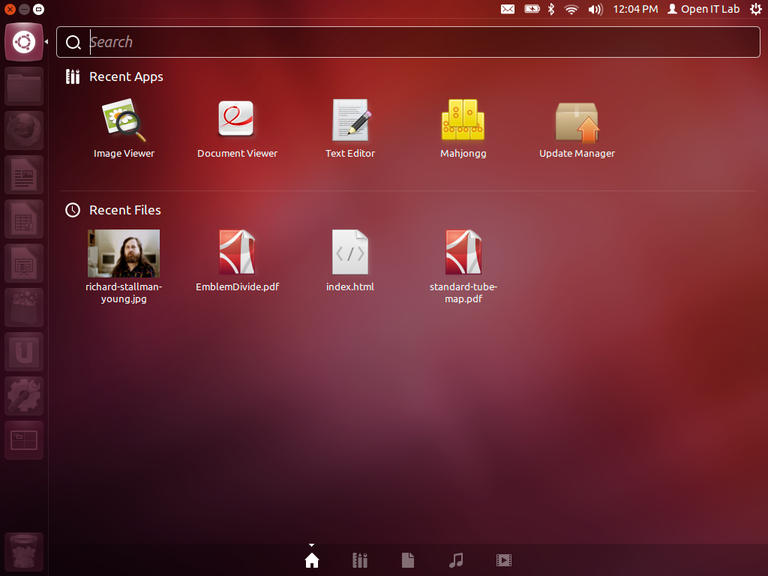 12:04 PM Open IT Lab
Search
Recent Apps
Image Viewer
Document Viewer
Text Editor
Mahjongg
Update Manager
Recent Files
richard-stallman-
young.jpg
EmblemDivide.pdf
index.html
standard-tube-
map.pdf